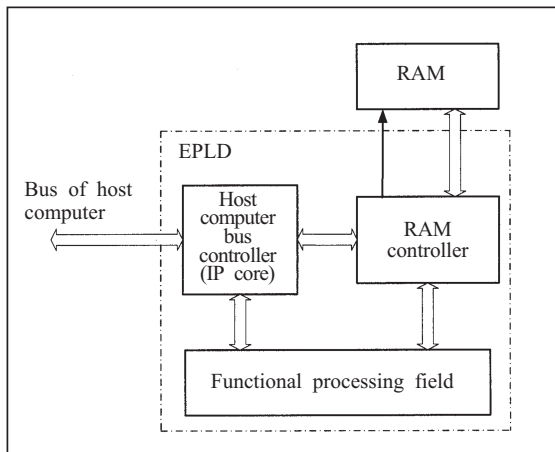 RAM
EPLD
Bus of host
computer
Host
computer
bus
controller
(IP core)
RAM
controller
Functional processing field